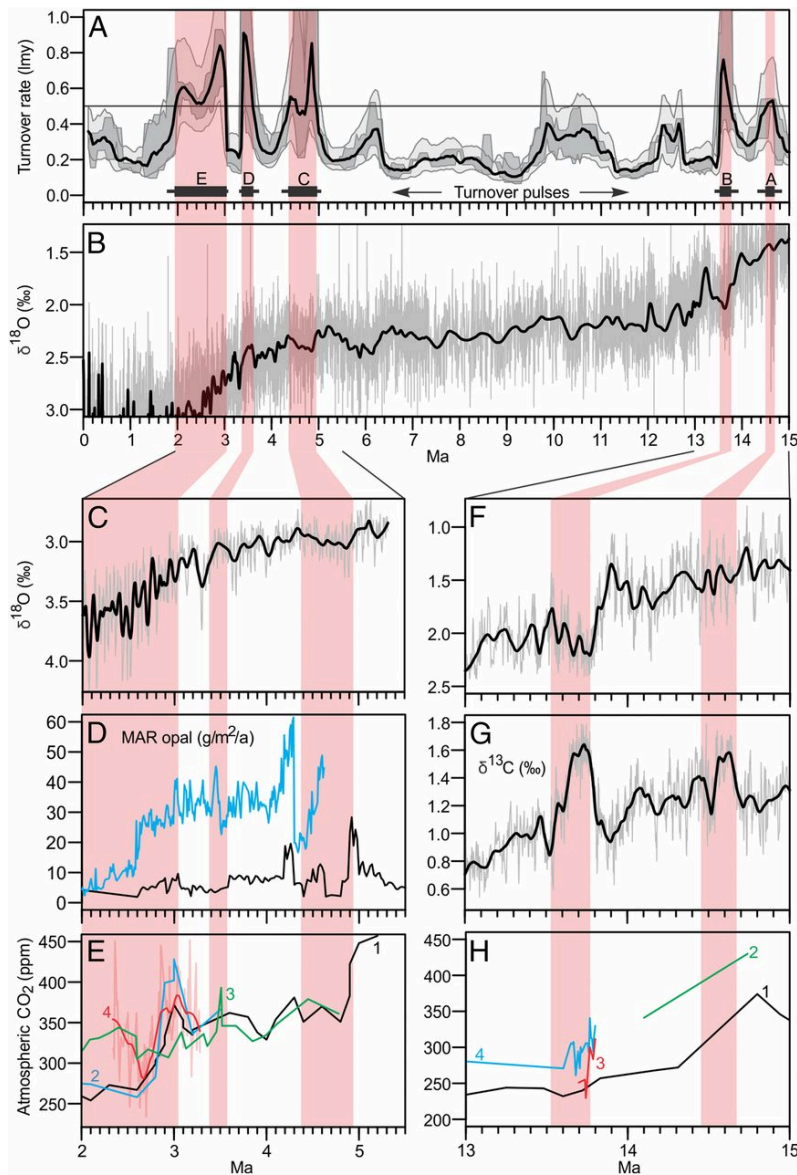 A
Turnover rate (lmy)
1.0
0.8
0.6
0.4
0.2
0.0
E D C B A
Turnover pulses
B
δ18O (‰)
1.5
2.0
2.5
3.0
0 1 2 3 4 5 6 7 8 9 10 11 12 13 14 15
Ma
C
δ18O (‰)
3.0
3.5
4.0
F
1.0
1.5
2.0
2.5
D
MAR opal (g/m2/a)
60
50
40
30
20
10
0
G
δ13C (‰)
1.8
1.6
1.4
1.2
1.0
0.8
0.6
E
Atmospheric CO2 (ppm)
450
400
350
300
250
1
2
3
4
2 3 4 5
Ma
H
450
400
350
300
250
200
2
1
4
3
13 14 15
Ma